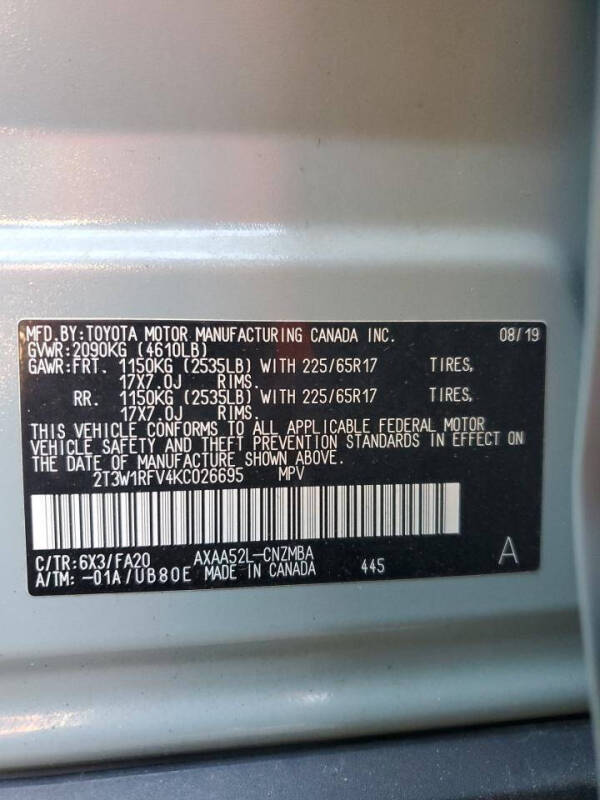 MFD.BY:TOYOTA MOTOR MANUFACTURING CANADA INC. 08/19
GVWR:2090KG (4610LB)
GAWR:FRT. 1150KG (2535LB) WITH 225/65R17 TIRES,
17X7.0J RIMS.
RR. 1150KG (2535LB) WITH 225/65R17 TIRES,
17X7.0J RIMS.
THIS VEHICLE CONFORMS TO ALL APPLICABLE FEDERAL MOTOR
VEHICLE SAFETY AND THEFT PREVENTION STANDARDS IN EFFECT ON
THE DATE OF MANUFACTURE SHOWN ABOVE.
2T3W1RFV4KC026695 MPV
C/TR:6X3/FA20 AXAA52L-CNZMBA A
A/TM:-01A/UB80E MADE IN CANADA 445